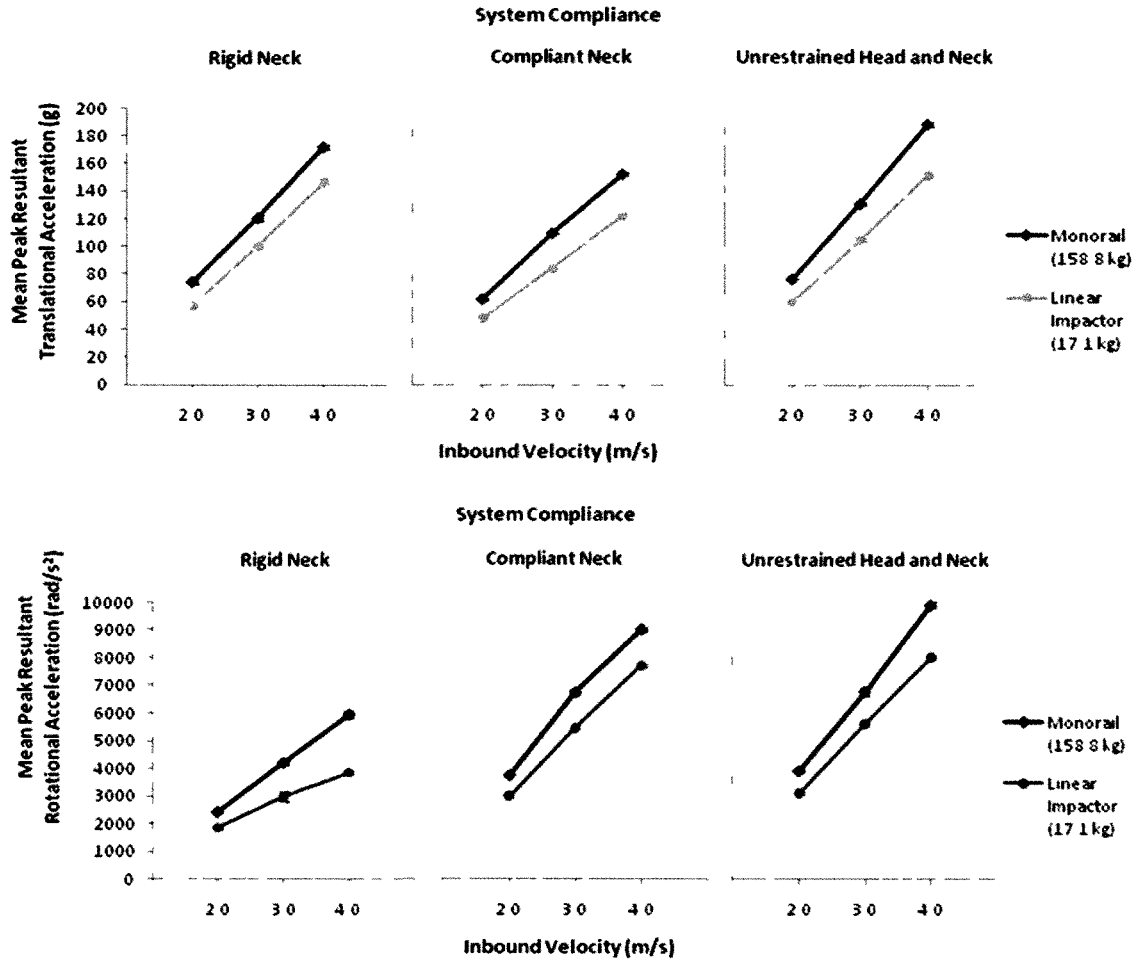 System Compliance
Rigid Neck
Compliant Neck
Unrestrained Head and Neck
Mean Peak Resultant
Translational Acceleration (g)
200
180
160
140
120
100
80
60
40
20
0
2 0 3 0 4 0
2 0 3 0 4 0
2 0 3 0 4 0
Inbound Velocity (m/s)
Monorail
(158 8 kg)
Linear
Impactor
(17 1 kg)
System Compliance
Rigid Neck
Compliant Neck
Unrestrained Head and Neck
Mean Peak Resultant
Rotational Acceleration (rad/s²)
10000
9000
8000
7000
6000
5000
4000
3000
2000
1000
0
2 0 3 0 4 0
2 0 3 0 4 0
2 0 3 0 4 0
Inbound Velocity (m/s)
Monorail
(158 8 kg)
Linear
Impactor
(17 1 kg)